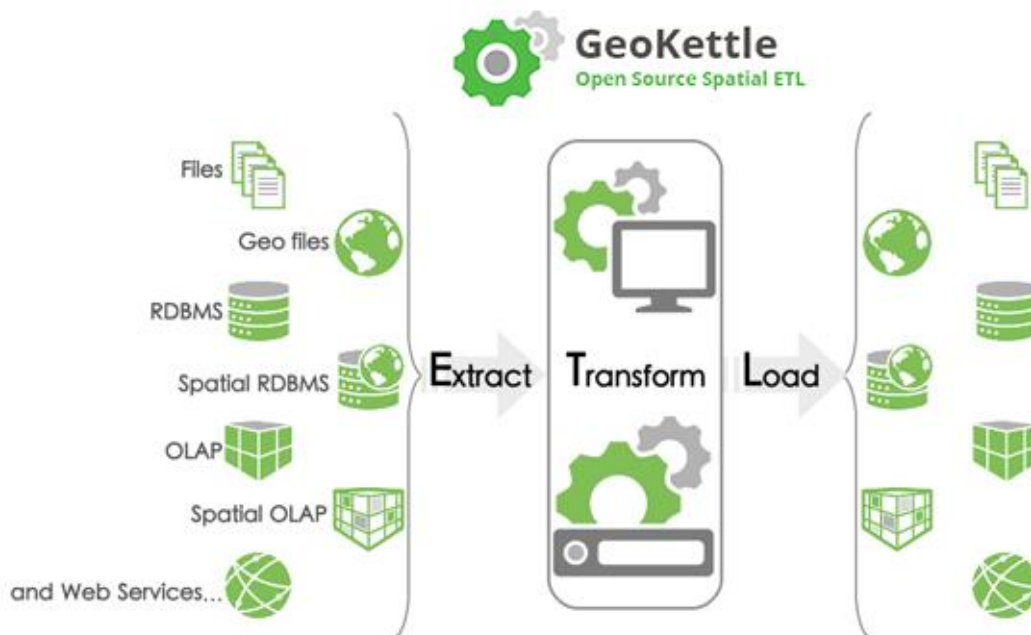 GeoKettle
Open Source Spatial ETL
Files
Geo files
RDBMS
Spatial RDBMS
Extract
Transform
Load
OLAP
Spatial OLAP
and Web Services...